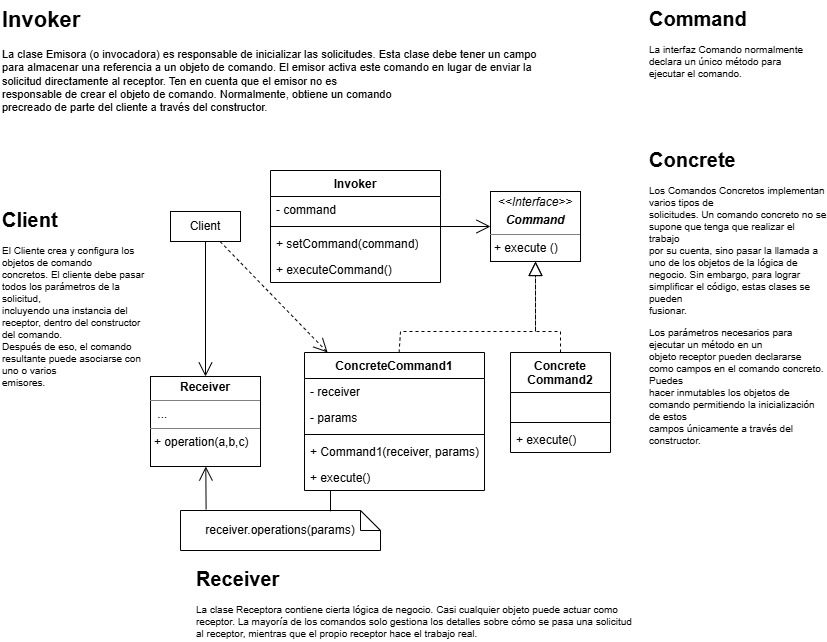 Invoker
La clase Emisora (o invocadora) es responsable de inicializar las solicitudes. Esta clase debe tener un campo
para almacenar una referencia a un objeto de comando. El emisor activa este comando en lugar de enviar la
solicitud directamente al receptor. Ten en cuenta que el emisor no es
responsable de crear el objeto de comando. Normalmente, obtiene un comando
precreado de parte del cliente a través del constructor.
Command
La interfaz Comando normalmente
declara un único método para
ejecutar el comando.
Client
El Cliente crea y configura los
objetos de comando
concretos. El cliente debe pasar
todos los parámetros de la
solicitud,
incluyendo una instancia del
receptor, dentro del constructor
del comando.
Después de eso, el comando
resultante puede asociarse con
uno o varios
emisores.
Client
Invoker
- command
+ setCommand(command)
+ executeCommand()
<<Interface>>
Command
+ execute ()
Concrete
Los Comandos Concretos implementan
varios tipos de
solicitudes. Un comando concreto no se
supone que tenga que realizar el
trabajo
por su cuenta, sino pasar la llamada a
uno de los objetos de la lógica de
negocio. Sin embargo, para lograr
simplificar el código, estas clases se
pueden
fusionar.
Los parámetros necesarios para
ejecutar un método en un
objeto receptor pueden declararse
como campos en el comando concreto.
Puedes
hacer inmutables los objetos de
comando permitiendo la inicialización
de estos
campos únicamente a través del
constructor.
Receiver
...
+ operation(a,b,c)
ConcreteCommand1
- receiver
- params
+ Command1(receiver, params)
+ execute()
Concrete
Command2
+ execute()
receiver.operations(params)
Receiver
La clase Receptora contiene cierta lógica de negocio. Casi cualquier objeto puede actuar como
receptor. La mayoría de los comandos solo gestiona los detalles sobre cómo se pasa una solicitud
al receptor, mientras que el propio receptor hace el trabajo real.